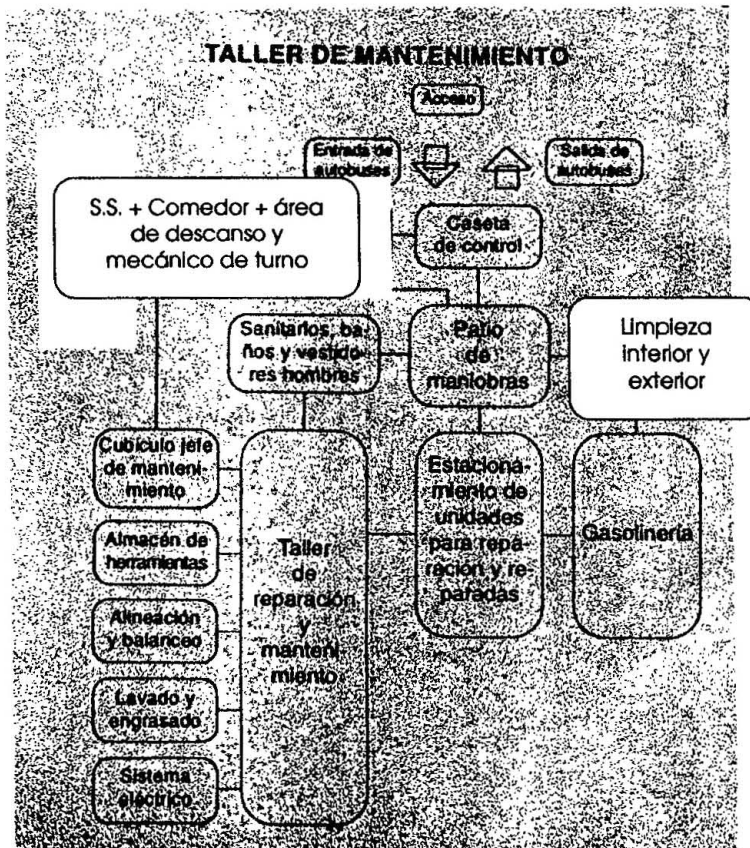 TALLER DE MANTENIMIENTO
Acceso
Entrada de
autobuses
Salida de
autobuses
S.S. + Comedor + área
de descanso y
mecánico de turno
Caseta
de control
Sanitarios, ba-
ños y vestido-
res hombres
Patio
de
maniobras
Limpieza
interior y
exterior
Cubículo jefe
de manteni-
miento
Almacén de
herramientas
Alineación
y balanceo
Lavado y
engrasado
Sistema
eléctrico
Taller
de
reparación
y
manteni-
miento
Estaciona-
miento de
unidades
para repa-
ración y re-
paradas
Gasolinería